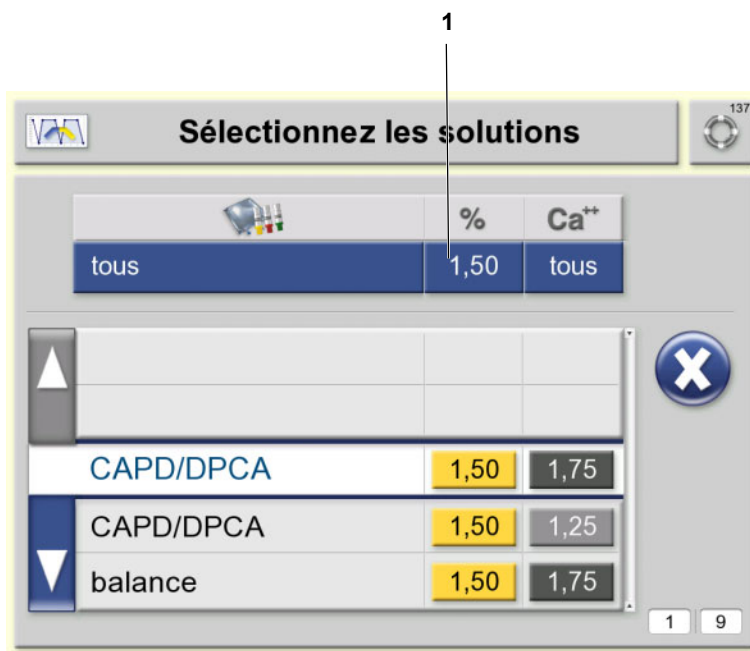 1
Sélectionnez les solutions
137
% Ca⁺⁺
tous 1,50 tous
CAPD/DPCA 1,50 1,75
CAPD/DPCA 1,50 1,25
balance 1,50 1,75
1 9